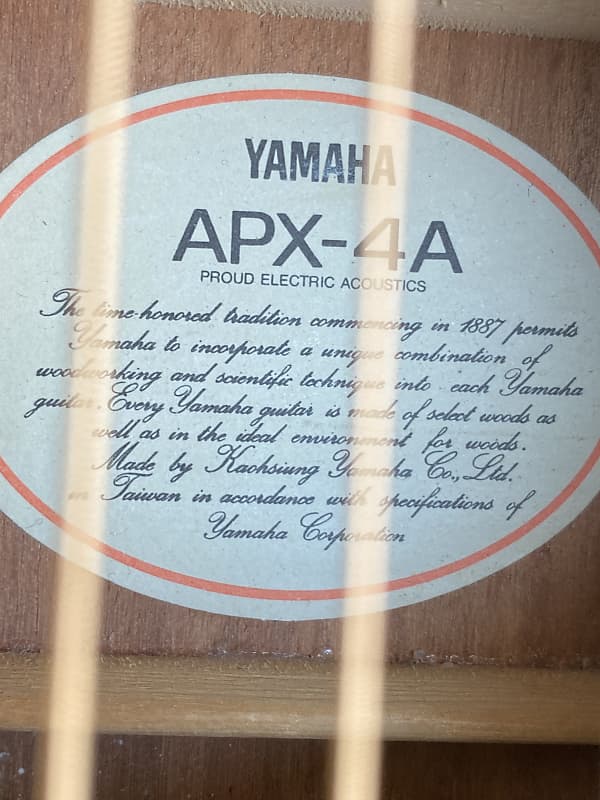 YAMAHA
APX-4A
PROUD ELECTRIC ACOUSTICS
The time-honored tradition commencing in 1887 permits
Yamaha to incorporate a unique combination of
woodworking and scientific technique into each Yamaha
guitar. Every Yamaha guitar is made of select woods as
well as in the ideal environment for woods.
Made by Kaohsiung Yamaha Co., Ltd.
in Taiwan in accordance with specifications of
Yamaha Corporation